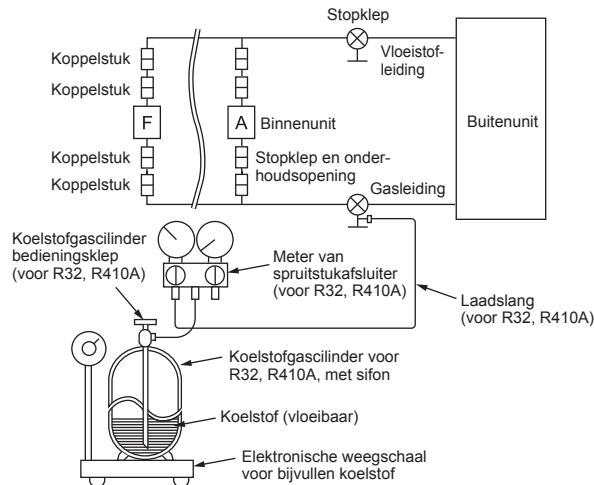 Stopklep
Koppelstuk
Vloeistof-
leiding
Koppelstuk
F
A
Binnenunit
Buitenunit
Koppelstuk
Stopklep en onder-
houdsopening
Koppelstuk
Gasleiding
Koelstofgascilinder
bedieningsklep
(voor R32, R410A)
Meter van
spruitstukafsluiter
(voor R32, R410A)
Laadslang
(voor R32, R410A)
Koelstofgascilinder voor
R32, R410A, met sifon
Koelstof (vloeibaar)
Elektronische weegschaal
voor bijvullen koelstof